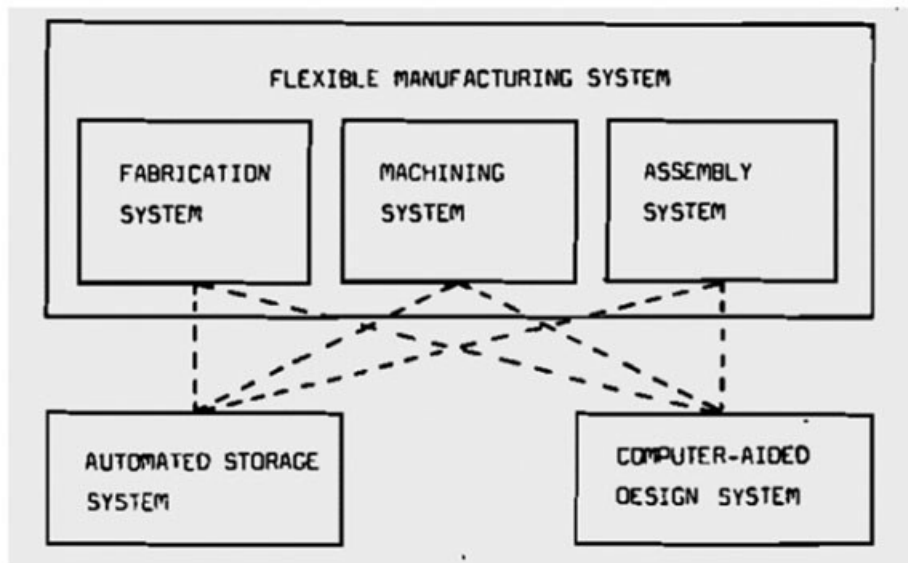 FLEXIBLE MANUFACTURING SYSTEM
FABRICATION
SYSTEM
MACHINING
SYSTEM
ASSEMBLY
SYSTEM
AUTOMATED STORAGE
SYSTEM
COMPUTER-AIDED
DESIGN SYSTEM